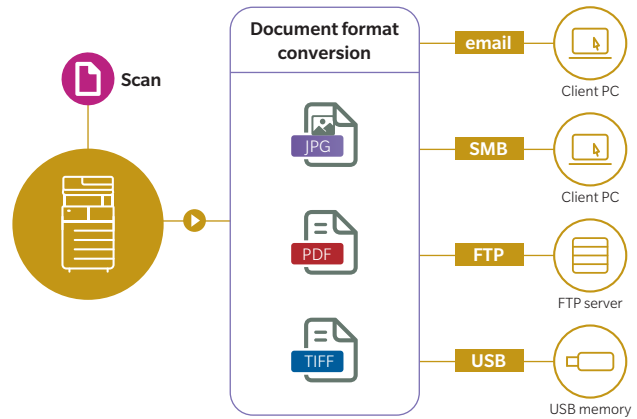 Scan
Document format
conversion
JPG
PDF
TIFF
email
Client PC
SMB
Client PC
FTP
FTP server
USB
USB memory